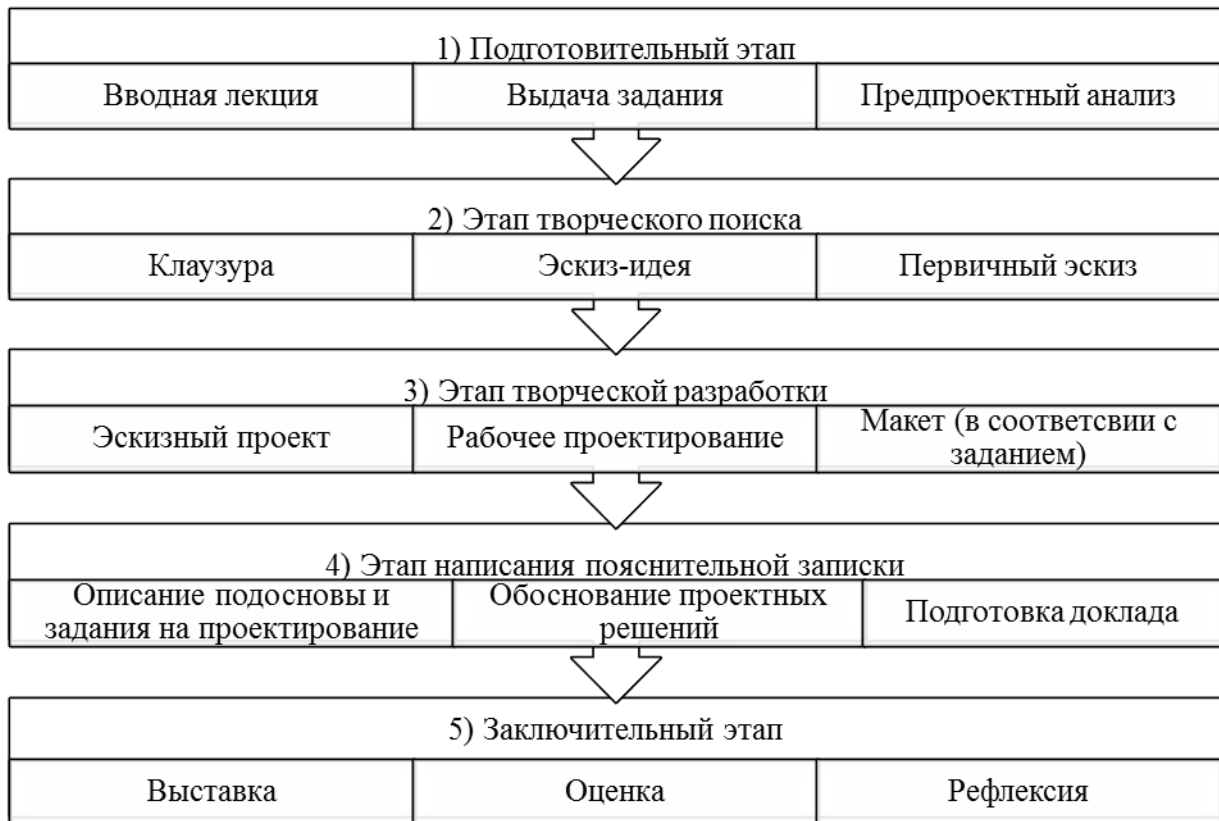 1) Подготовительный этап
Вводная лекция
Выдача задания
Предпроектный анализ
2) Этап творческого поиска
Клаузура
Эскиз-идея
Первичный эскиз
3) Этап творческой разработки
Эскизный проект
Рабочее проектирование
Макет (в соответсвии с
заданием)
4) Этап написания пояснительной записки
Описание подосновы и
задания на проектирование
Обоснование проектных
решений
Подготовка доклада
5) Заключительный этап
Выставка
Оценка
Рефлексия